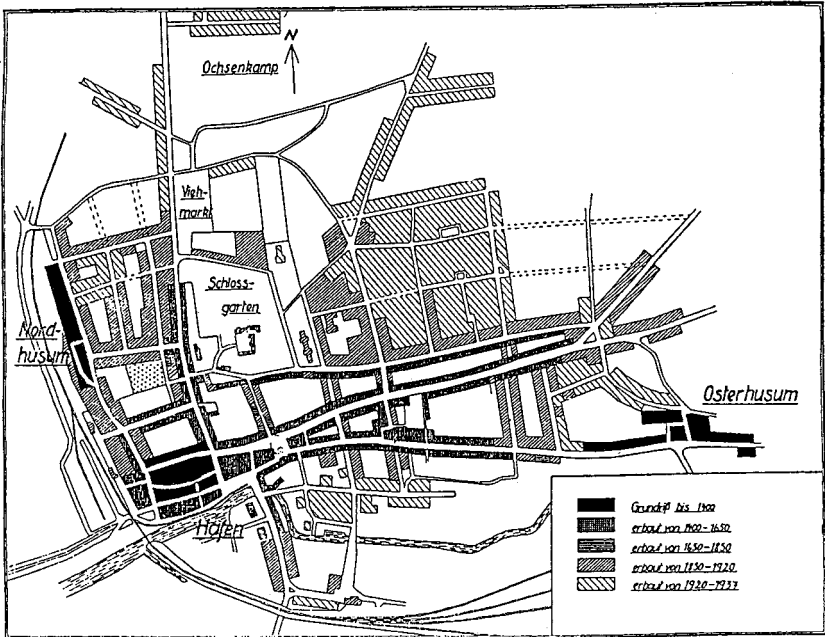 N
Ochsenkamp
Vieh-
markt
Schloss-
garten
Nord-
husum
Osterhusum
Hafen
Grundriß bis 1400
erbaut von 1400-1650
erbaut von 1650-1850
erbaut von 1850-1920
erbaut von 1920-1937